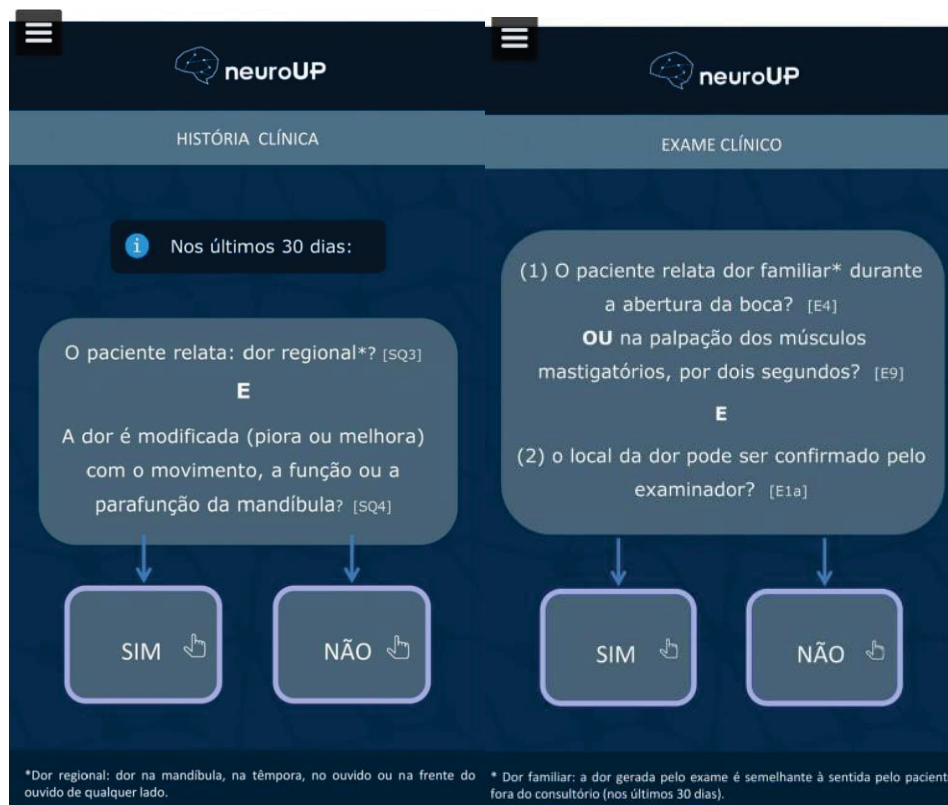 neuroUP
HISTÓRIA CLÍNICA
Nos últimos 30 dias:
O paciente relata: dor regional*? [SQ3]
E
A dor é modificada (piora ou melhora)
com o movimento, a função ou a
parafunção da mandíbula? [SQ4]
SIM
NÃO
*Dor regional: dor na mandíbula, na têmpora, no ouvido ou na frente do
ouvido de qualquer lado.
neuroUP
EXAME CLÍNICO
(1) O paciente relata dor familiar* durante
a abertura da boca? [E4]
OU na palpação dos músculos
mastigatórios, por dois segundos? [E9]
E
(2) o local da dor pode ser confirmado pelo
examinador? [E1a]
SIM
NÃO
* Dor familiar: a dor gerada pelo exame é semelhante à sentida pelo pacient
fora do consultório (nos últimos 30 dias).